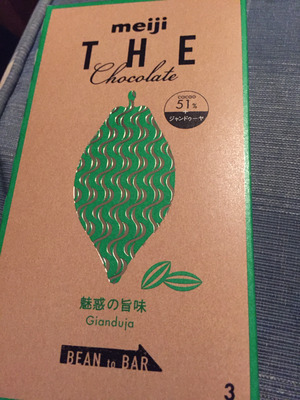 meiji
THE
Chocolate
cacao
51%
ジャンドゥーヤ
魅惑の旨味
Gianduja
BEAN to BAR
3